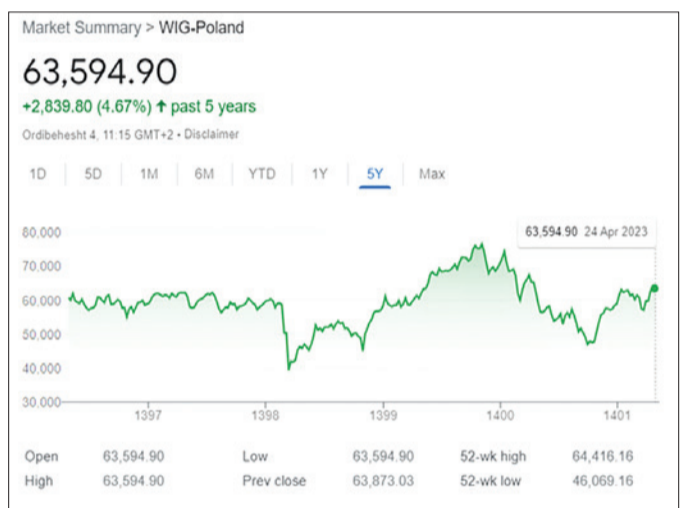 Market Summary > WIG-Poland
63,594.90
+2,839.80 (4.67%) ↑ past 5 years
Ordibehesht 4, 11:15 GMT+2 • Disclaimer
1D 5D 1M 6M YTD 1Y 5Y Max
63,594.90 24 Apr 2023
80,000
70,000
60,000
50,000
40,000
30,000
1397 1398 1399 1400 1401
Open 63,594.90 Low 63,594.90 52-wk high 64,416.16
High 63,594.90 Prev close 63,873.03 52-wk low 46,069.16